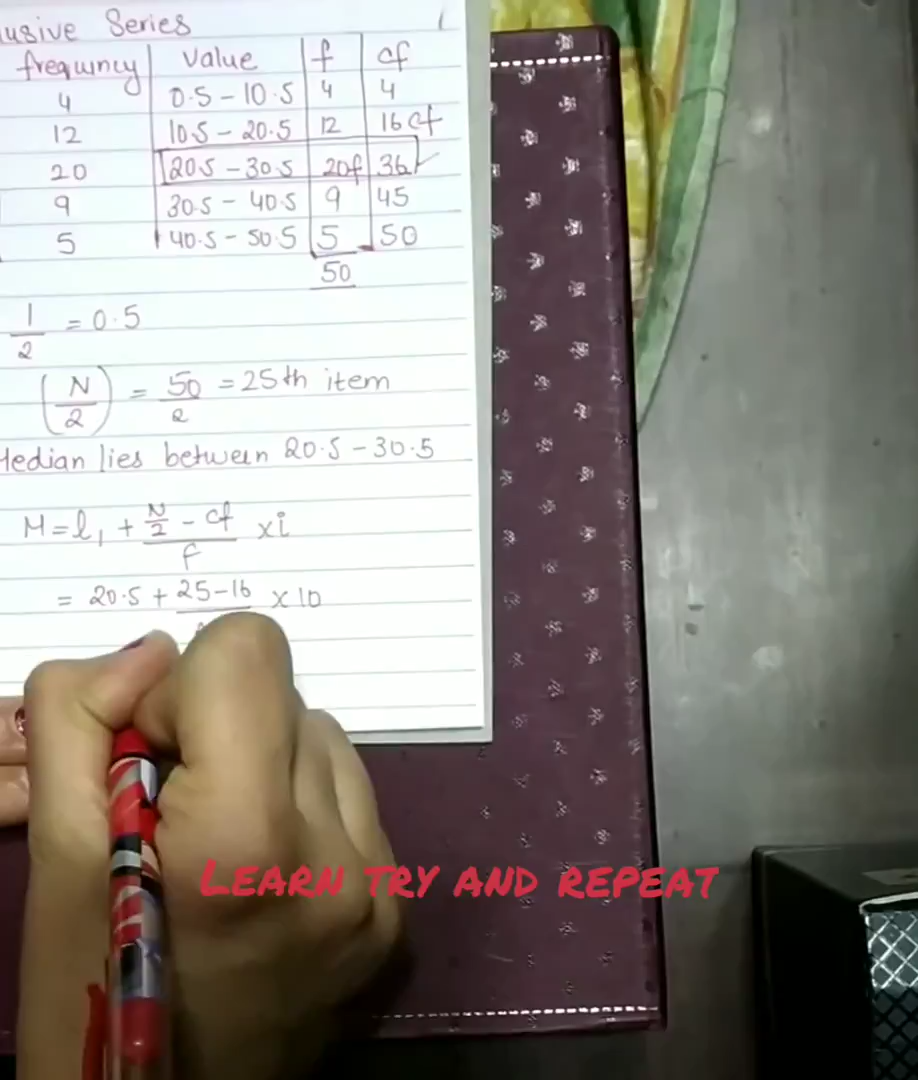 Series
frequncy value f cf
4 0.5-10.5 4 4
12 10.5-20.5 12 16 cf
20 20.5-30.5 20f 36
9 30.5-40.5 9 45
5 40.5-50.5 5 50
50
1/2 = 0.5
(N/2) = 50/2 = 25th item
Median lies between 20.5-30.5
M = l₁ + (N/2 - cf)/f × i
= 20.5 + 25-16 × 10
Learn try and repeat